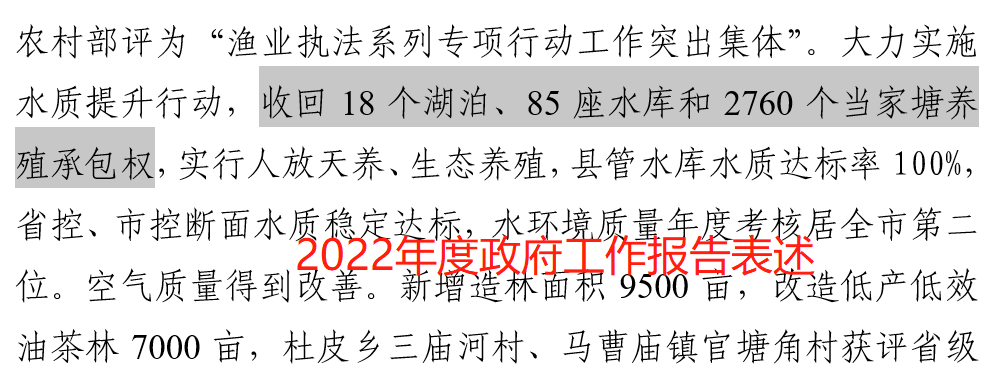 农村部评为“渔业执法系列专项行动工作突出集体”。大力实施
水质提升行动，收回 18 个湖泊、85 座水库和 2760 个当家塘养
殖承包权，实行人放天养、生态养殖，县管水库水质达标率 100%，
省控、市控断面水质稳定达标，水环境质量年度考核居全市第二
2022年度政府工作报告表述
位。空气质量得到改善。新增造林面积 9500 亩，改造低产低效
油茶林 7000 亩，杜皮乡三庙河村、马曹庙镇官塘角村获评省级